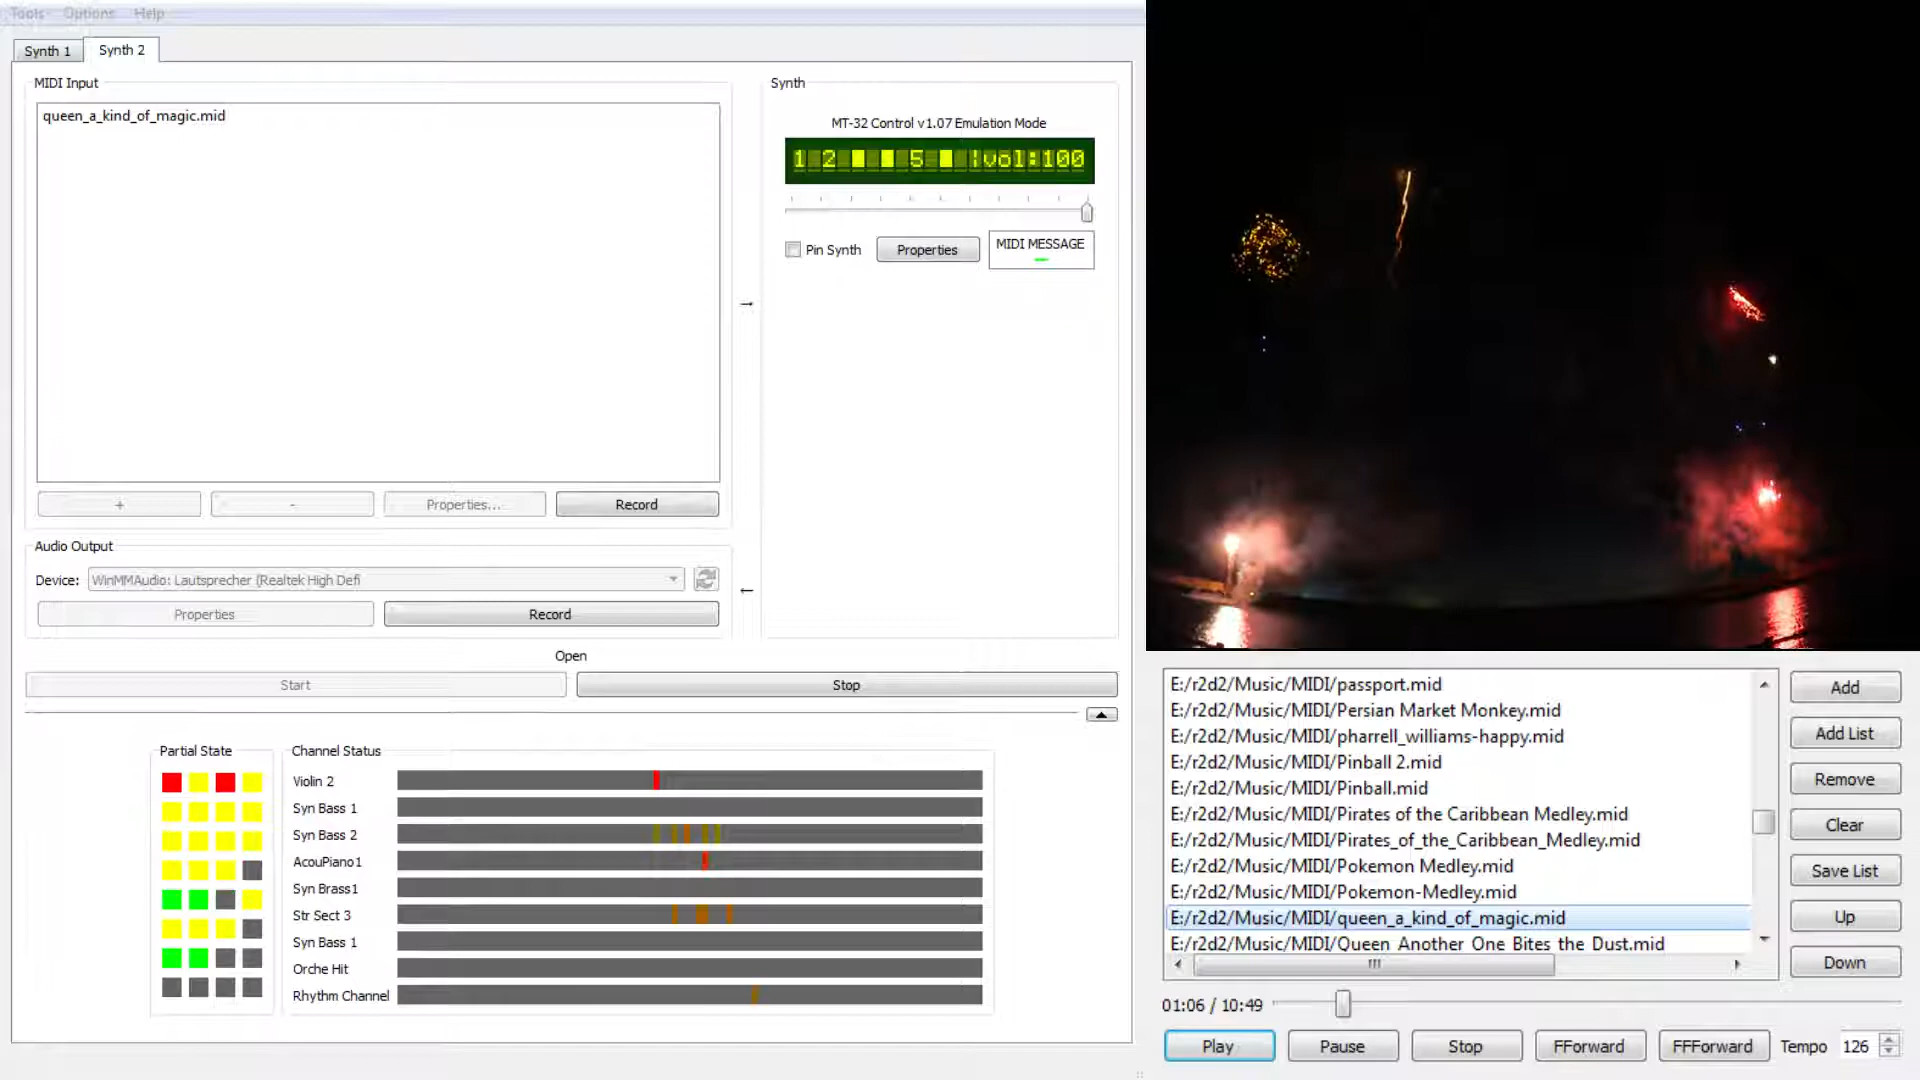 Tools Options Help
Synth 1 Synth 2
MIDI Input
queen_a_kind_of_magic.mid
+ - Properties... Record
Audio Output
Device: WinMMAudio: Lautsprecher (Realtek High Defi
Properties Record
Synth
MT-32 Control v1.07 Emulation Mode
1 2 5 |vol:100
Pin Synth Properties MIDI MESSAGE
Open
Start Stop
Partial State
Channel Status
Violin 2
Syn Bass 1
Syn Bass 2
AcouPiano1
Syn Brass1
Str Sect 3
Syn Bass 1
Orche Hit
Rhythm Channel
E:/r2d2/Music/MIDI/passport.mid
E:/r2d2/Music/MIDI/Persian Market Monkey.mid
E:/r2d2/Music/MIDI/pharrell_williams-happy.mid
E:/r2d2/Music/MIDI/Pinball 2.mid
E:/r2d2/Music/MIDI/Pinball.mid
E:/r2d2/Music/MIDI/Pirates of the Caribbean Medley.mid
E:/r2d2/Music/MIDI/Pirates_of_the_Caribbean_Medley.mid
E:/r2d2/Music/MIDI/Pokemon Medley.mid
E:/r2d2/Music/MIDI/Pokemon-Medley.mid
E:/r2d2/Music/MIDI/queen_a_kind_of_magic.mid
E:/r2d2/Music/MIDI/Queen Another One Bites the Dust.mid
Add
Add List
Remove
Clear
Save List
Up
Down
01:06 / 10:49
Play Pause Stop FForward FFForward Tempo 126